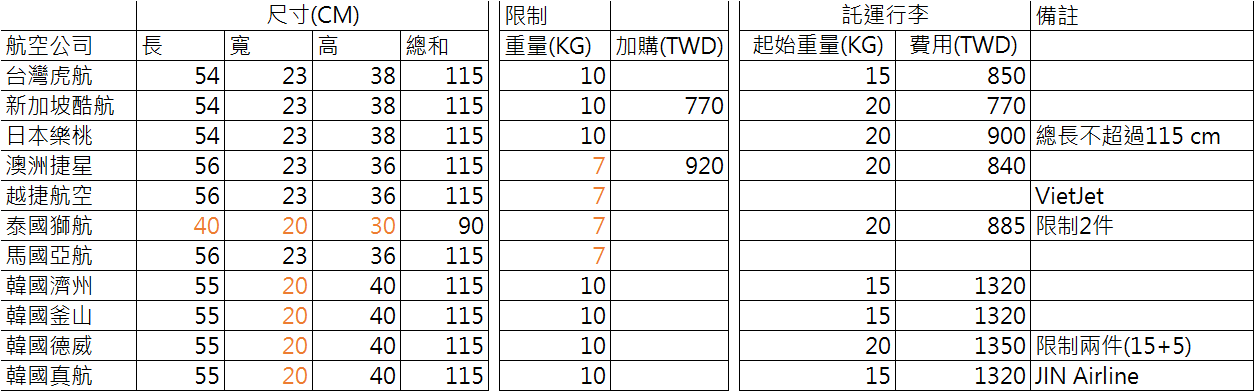 尺寸(CM) 限制 託運行李 備註
航空公司 長 寬 高 總和 重量(KG) 加購(TWD) 起始重量(KG) 費用(TWD)
台灣虎航 54 23 38 115 10 15 850
新加坡酷航 54 23 38 115 10 770 20 770
日本樂桃 54 23 38 115 10 20 900 總長不超過115 cm
澳洲捷星 56 23 36 115 7 920 20 840
越捷航空 56 23 36 115 7 VietJet
泰國獅航 40 20 30 90 7 20 885 限制2件
馬國亞航 56 23 36 115 7
韓國濟州 55 20 40 115 10 15 1320
韓國釜山 55 20 40 115 10 15 1320
韓國德威 55 20 40 115 10 20 1350 限制兩件(15+5)
韓國真航 55 20 40 115 10 15 1320 JIN Airline